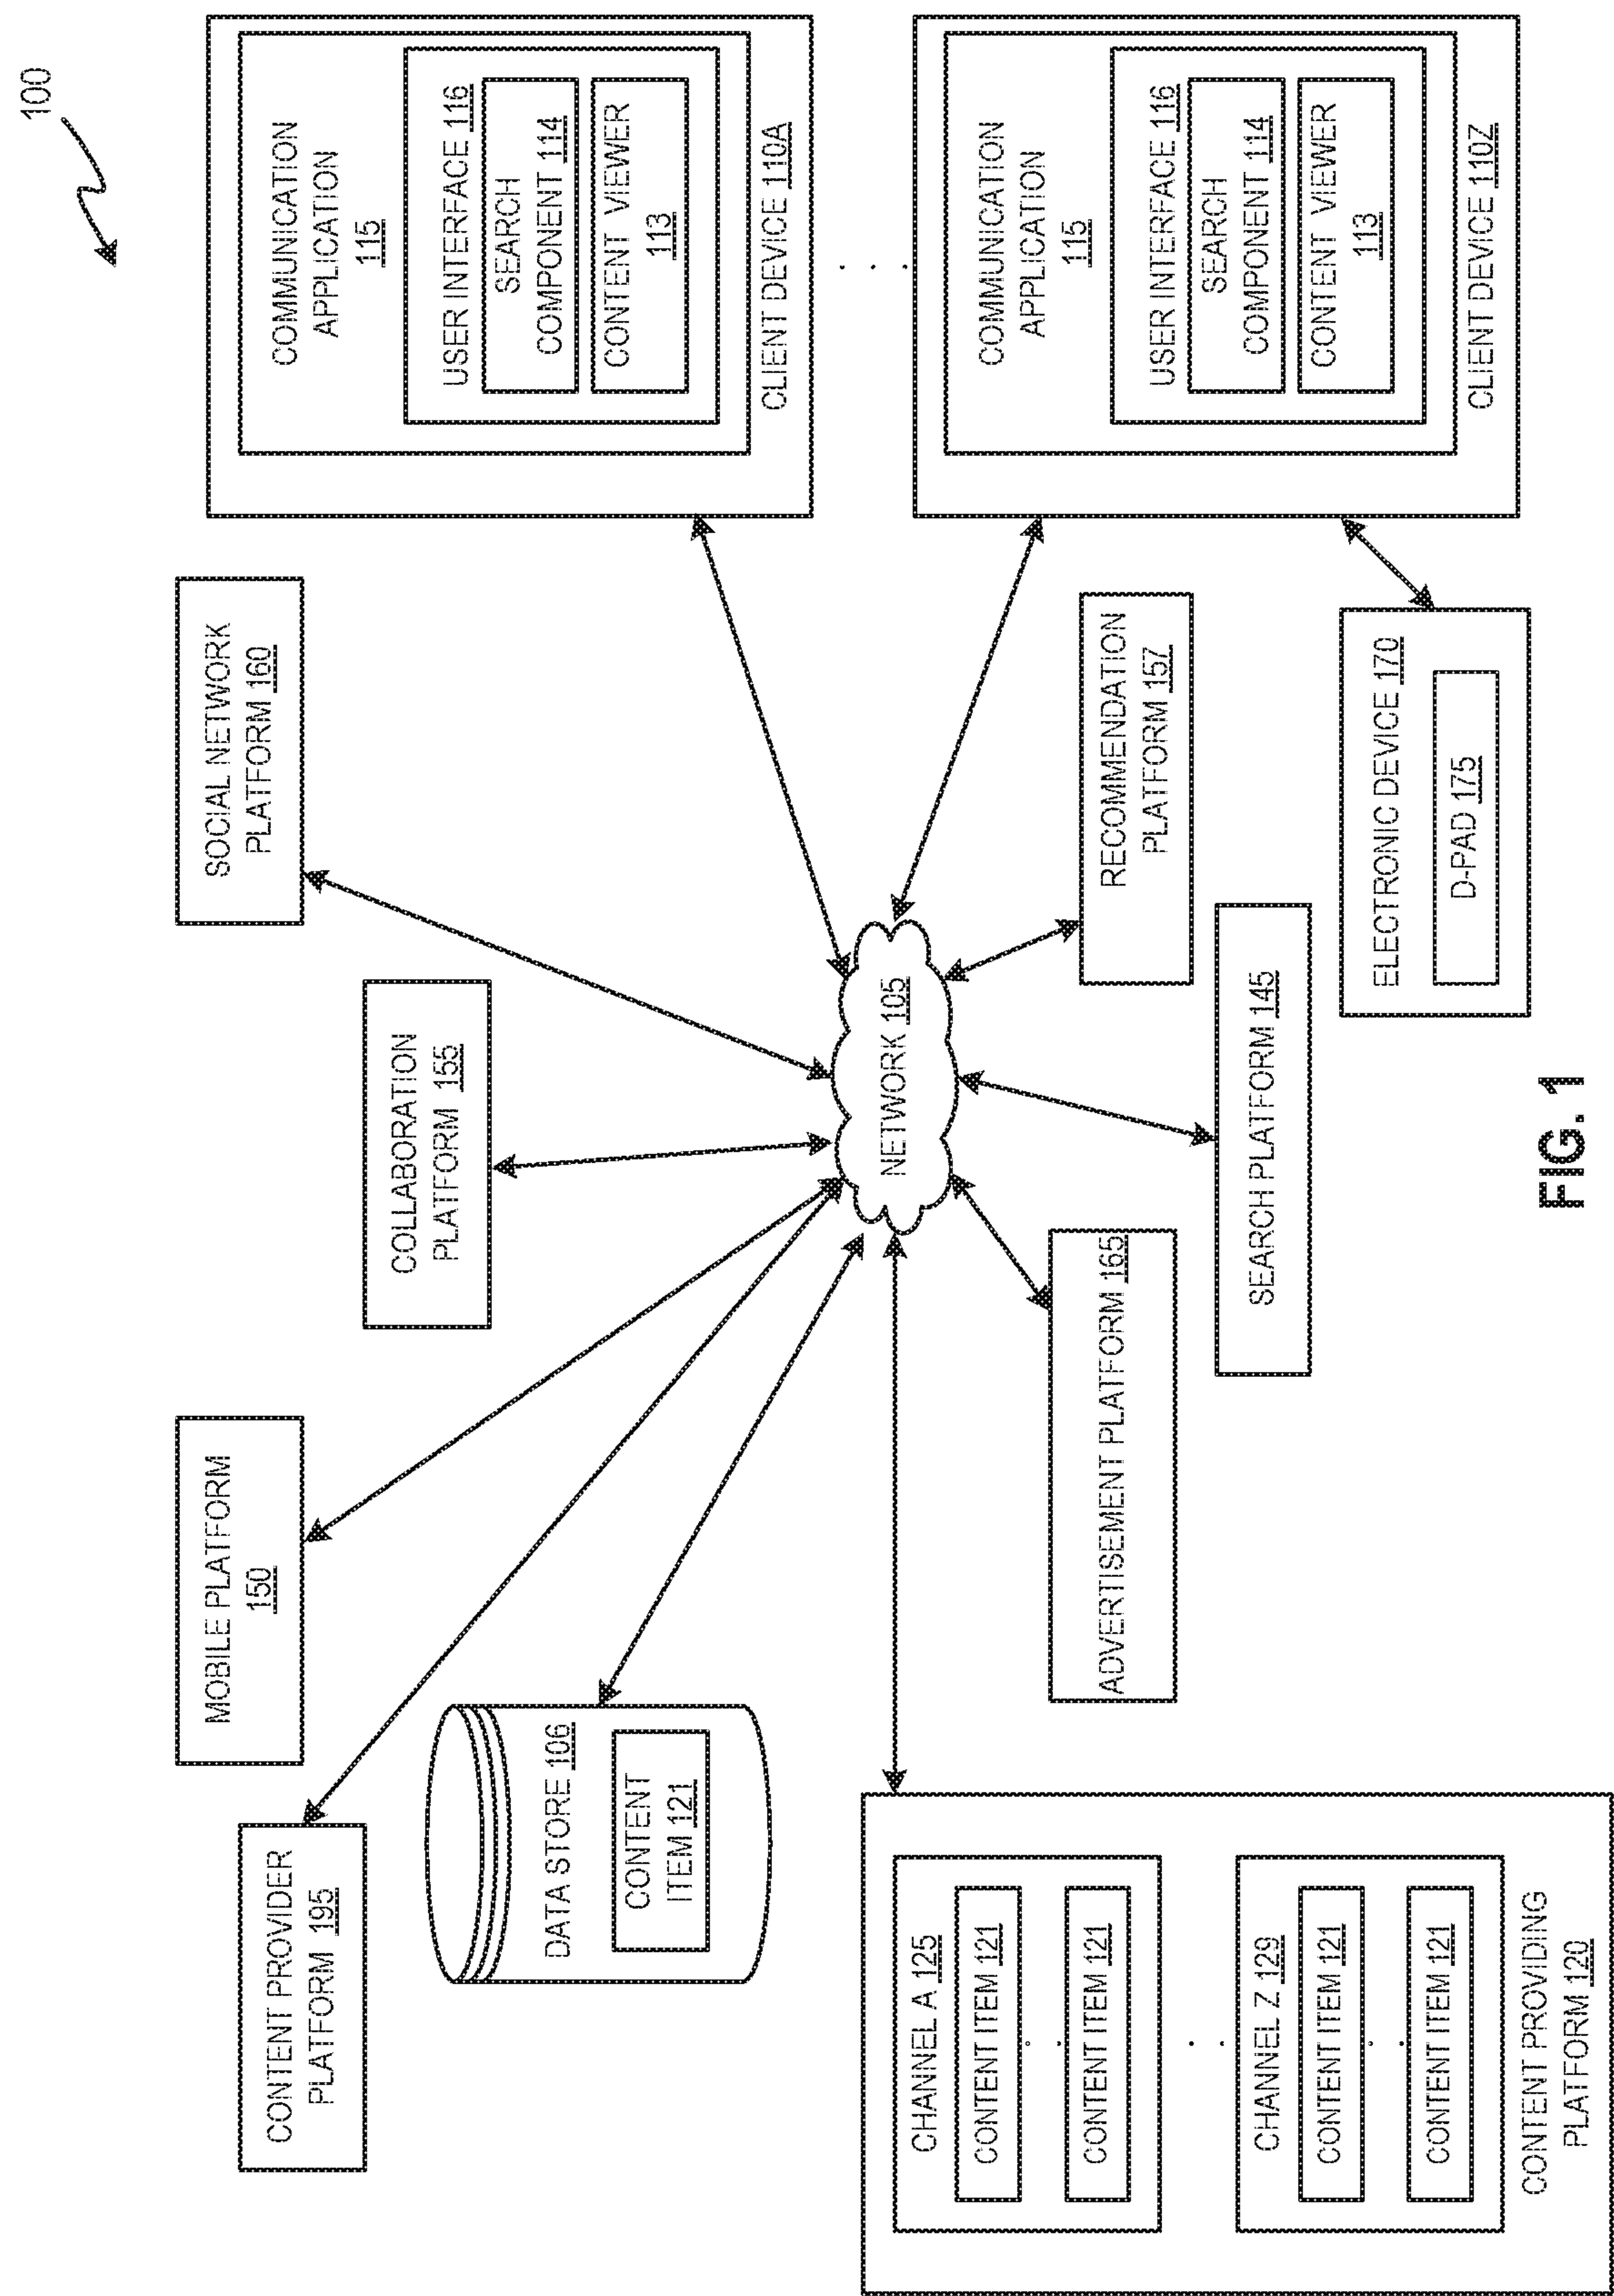 100
CONTENT PROVIDER
PLATFORM 195
MOBILE PLATFORM
150
COLLABORATION
PLATFORM 155
SOCIAL NETWORK
PLATFORM 160
DATA STORE 106
CONTENT
ITEM 121
NETWORK 105
COMMUNICATION
APPLICATION
115
USER INTERFACE 116
SEARCH
COMPONENT 114
CONTENT VIEWER
113
CLIENT DEVICE 110A
. . .
COMMUNICATION
APPLICATION
115
USER INTERFACE 116
SEARCH
COMPONENT 114
CONTENT VIEWER
113
CLIENT DEVICE 110Z
CHANNEL A 125
CONTENT ITEM 121
CONTENT ITEM 121
CHANNEL Z 129
CONTENT ITEM 121
CONTENT ITEM 121
CONTENT PROVIDING
PLATFORM 120
ADVERTISEMENT PLATFORM 165
SEARCH PLATFORM 145
RECOMMENDATION
PLATFORM 157
ELECTRONIC DEVICE 170
D-PAD 175
FIG. 1